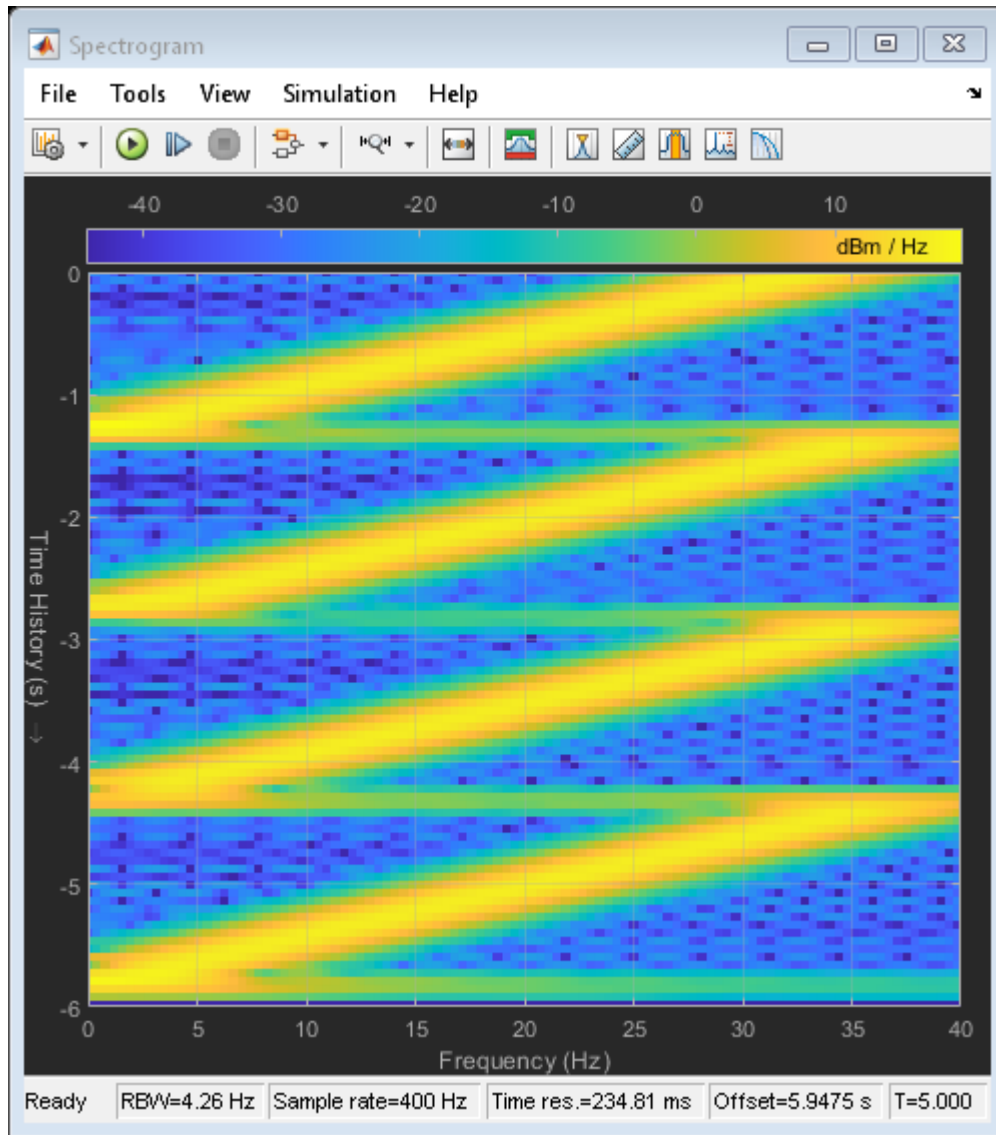 Spectrogram
File Tools View Simulation Help
-40 -30 -20 -10 0 10
dBm / Hz
0
-1
-2
-3
-4
-5
-6
Time History (s) →
0 5 10 15 20 25 30 35 40
Frequency (Hz)
Ready RBW=4.26 Hz Sample rate=400 Hz Time res.=234.81 ms Offset=5.9475 s T=5.000